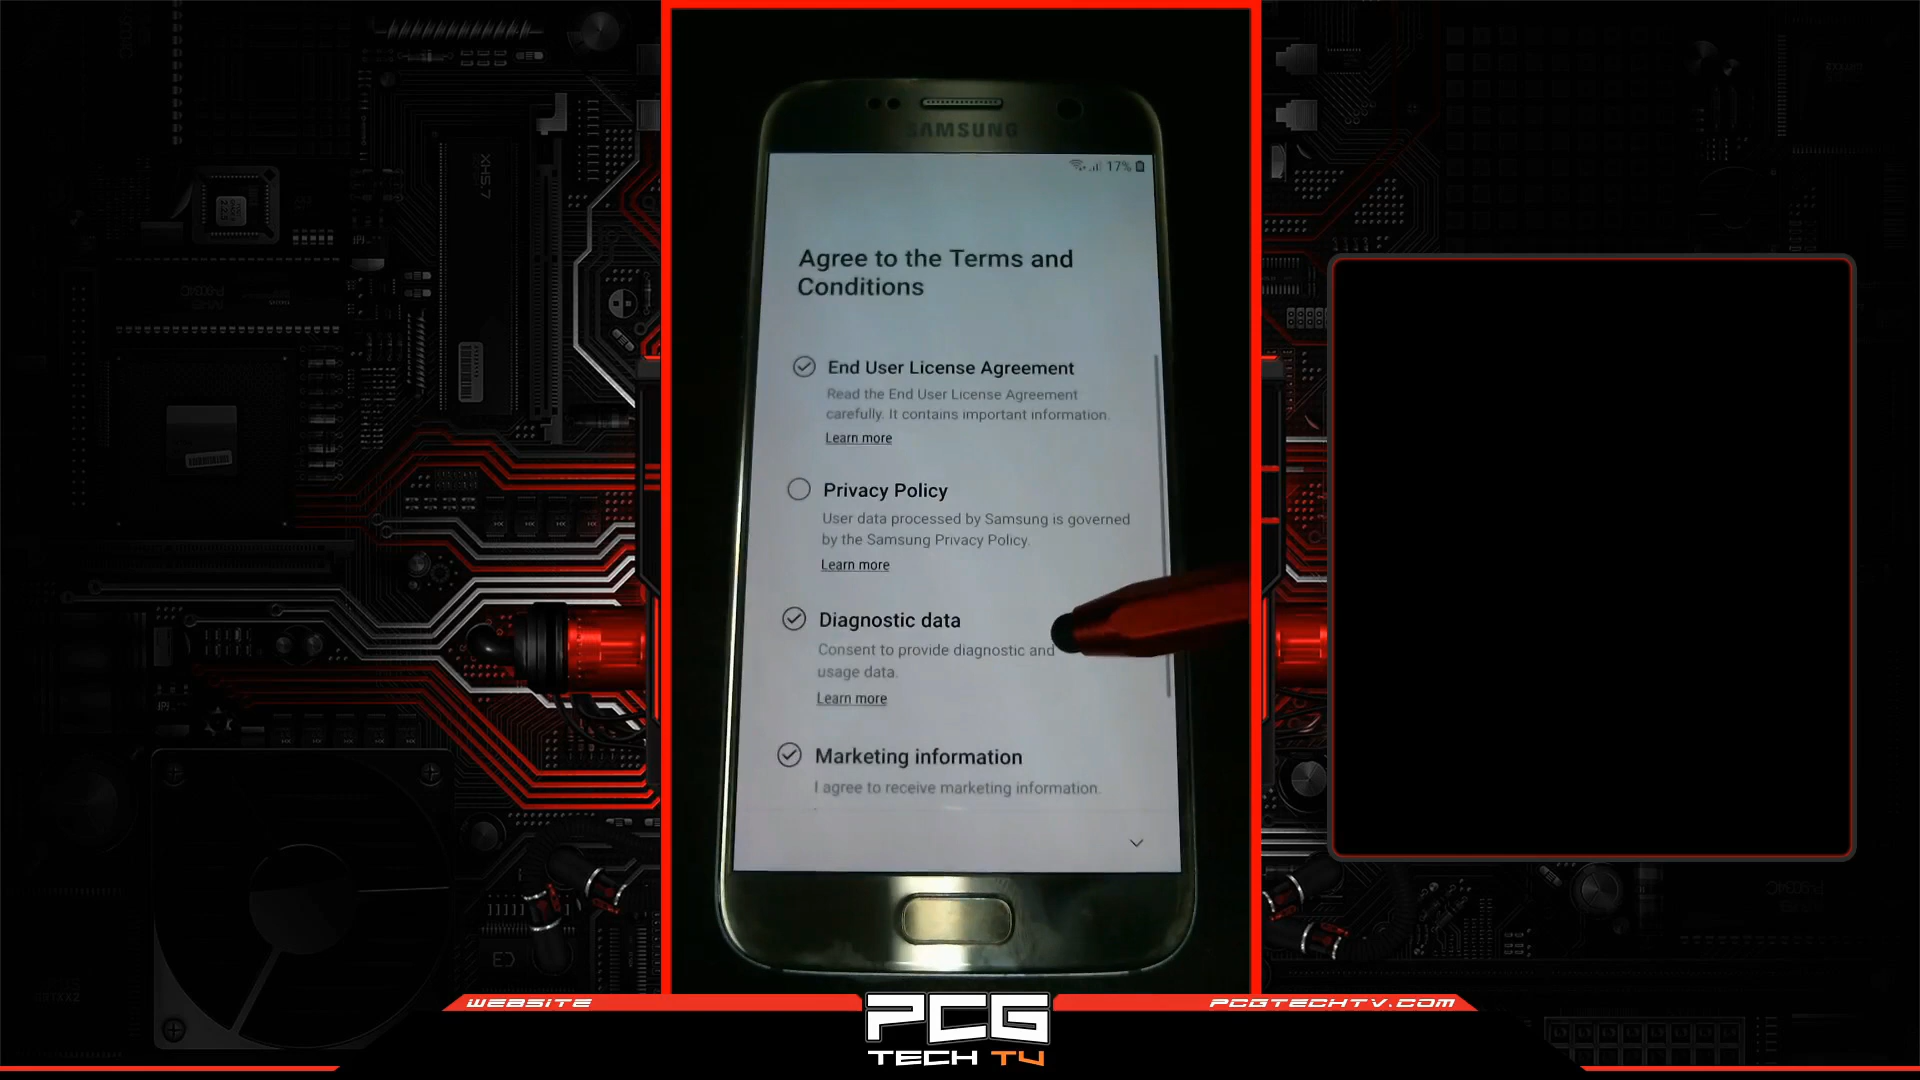 SAMSUNG
17%
Agree to the Terms and
Conditions
End User License Agreement
Read the End User License Agreement
carefully. It contains important information.
Learn more
Privacy Policy
User data processed by Samsung is governed
by the Samsung Privacy Policy.
Learn more
Diagnostic data
Consent to provide diagnostic and
usage data.
Learn more
Marketing information
I agree to receive marketing information.
XH5.7
WEBSITE
PCGTECHTV.COM
PCG
TECH TV